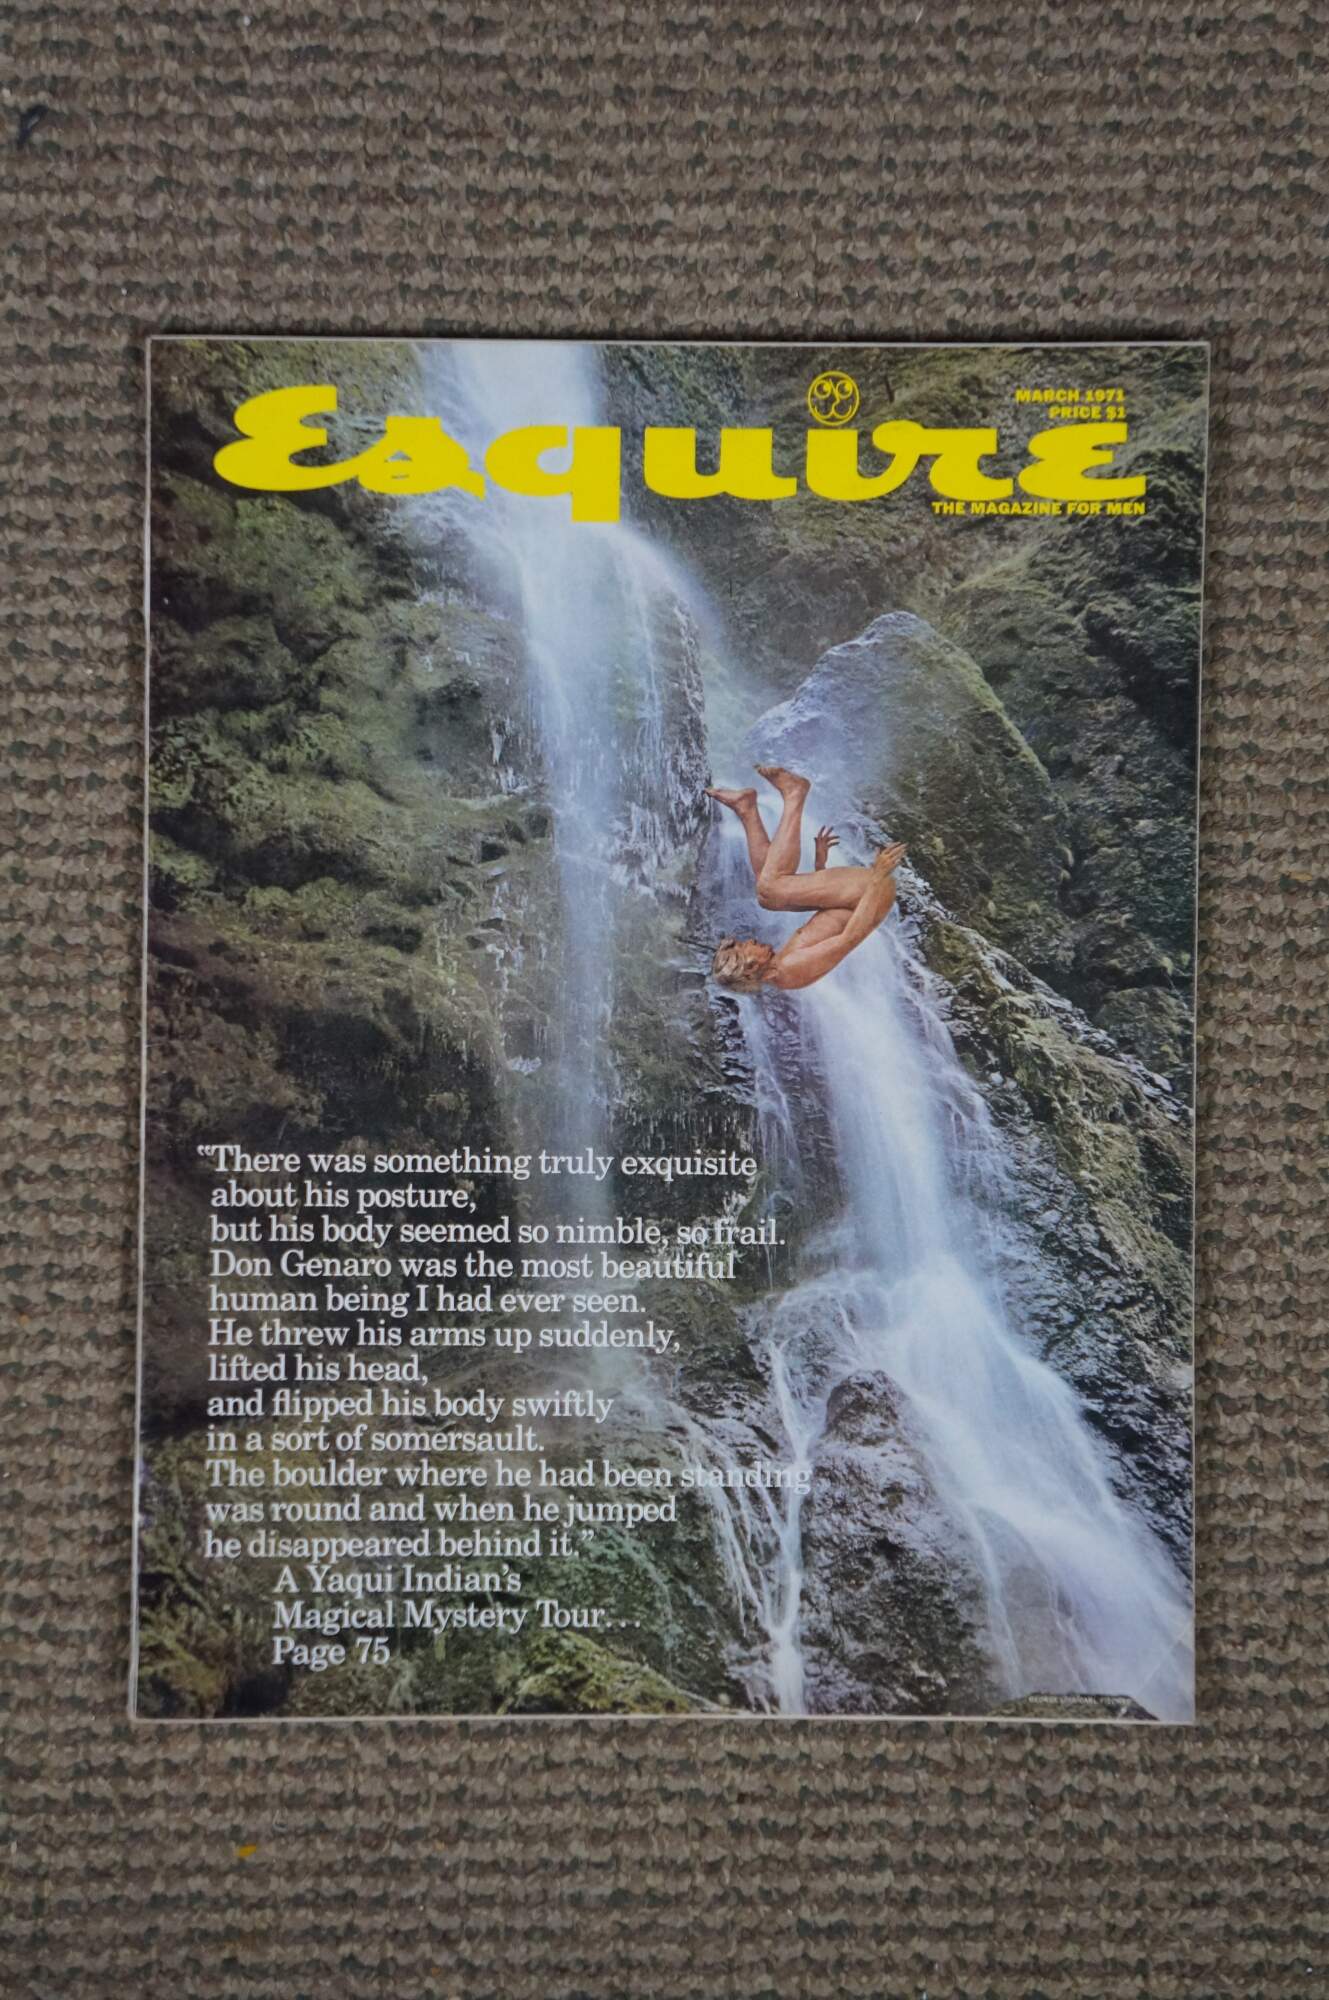 Esquire
MARCH 1971
PRICE $1
THE MAGAZINE FOR MEN
"There was something truly exquisite
about his posture,
but his body seemed so nimble, so frail.
Don Genaro was the most beautiful
human being I had ever seen.
He threw his arms up suddenly,
lifted his head,
and flipped his body swiftly
in a sort of somersault.
The boulder where he had been standing
was round and when he jumped
he disappeared behind it."
A Yaqui Indian's
Magical Mystery Tour...
Page 75